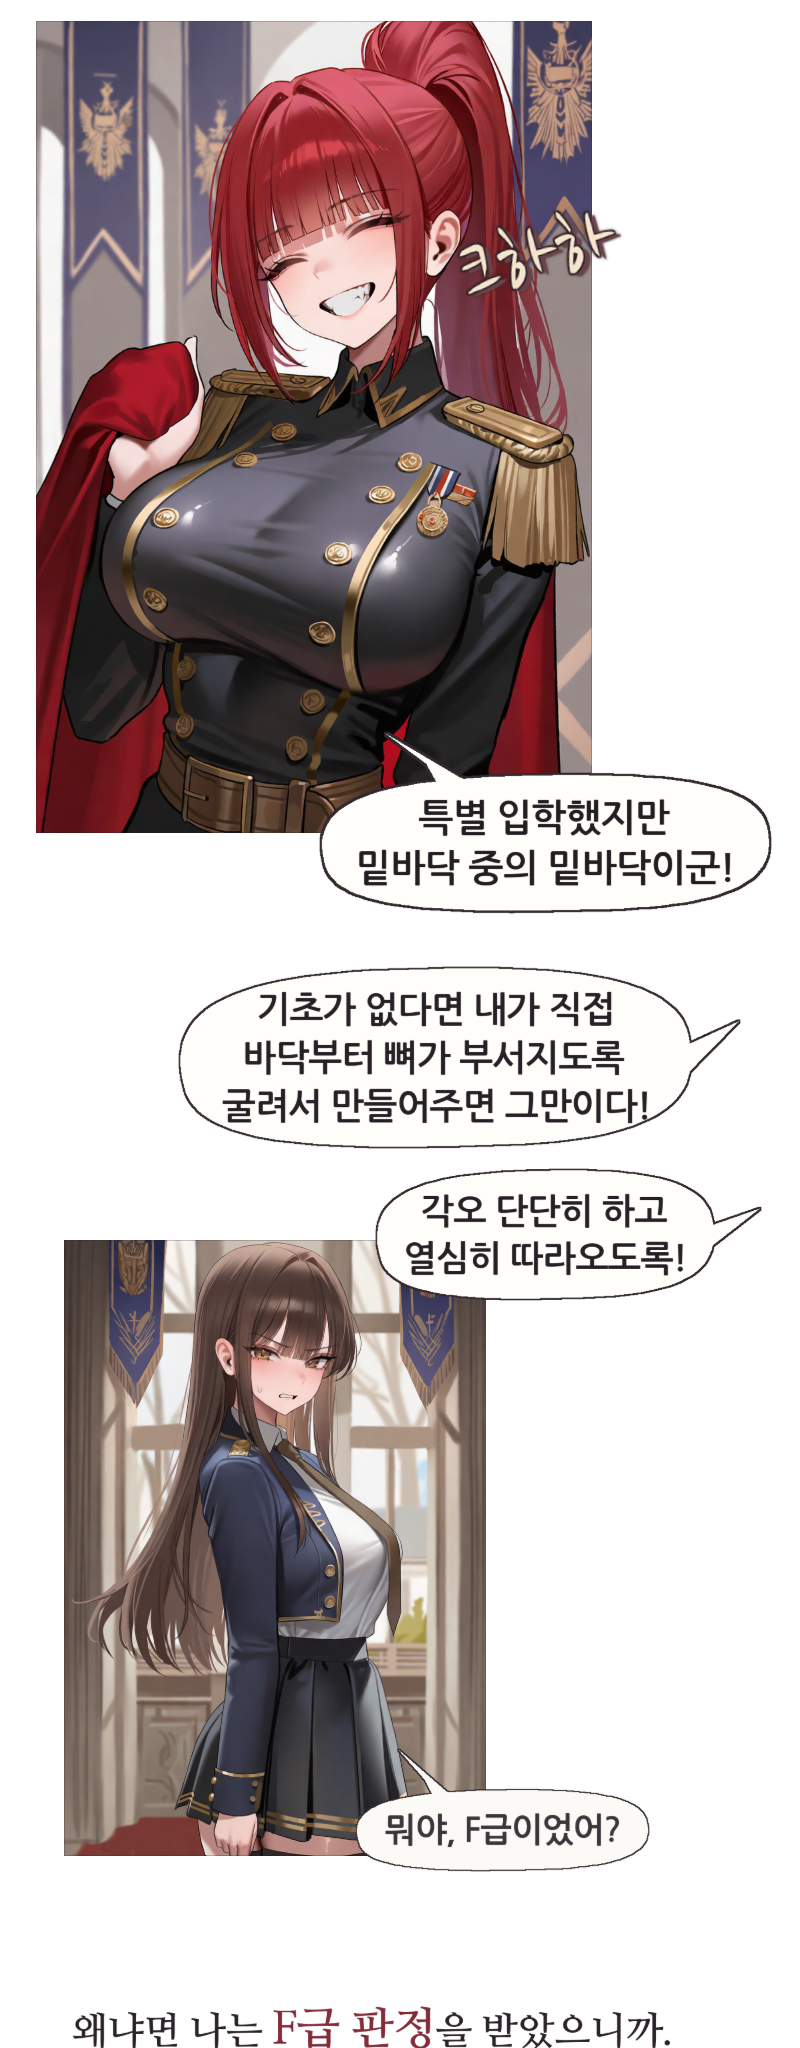 크하하
특별 입학했지만
밑바닥 중의 밑바닥이군!
기초가 없다면 내가 직접
바닥부터 뼈가 부서지도록
굴려서 만들어주면 그만이다!
각오 단단히 하고
열심히 따라오도록!
뭐야, F급이었어?
왜냐면 나는 F급 판정을 받았으니까.